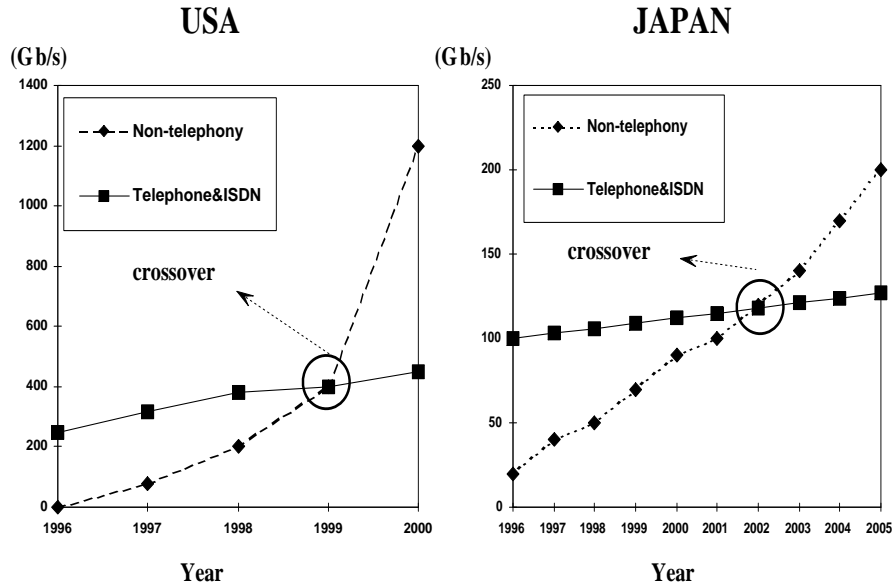 USA
(Gb/s)
1400
1200
1000
800
600
400
200
0
Non-telephony
Telephone&ISDN
crossover
1996 1997 1998 1999 2000
Year
JAPAN
(Gb/s)
250
200
150
100
50
0
Non-telephony
Telephone&ISDN
crossover
1996 1997 1998 1999 2000 2001 2002 2003 2004 2005
Year